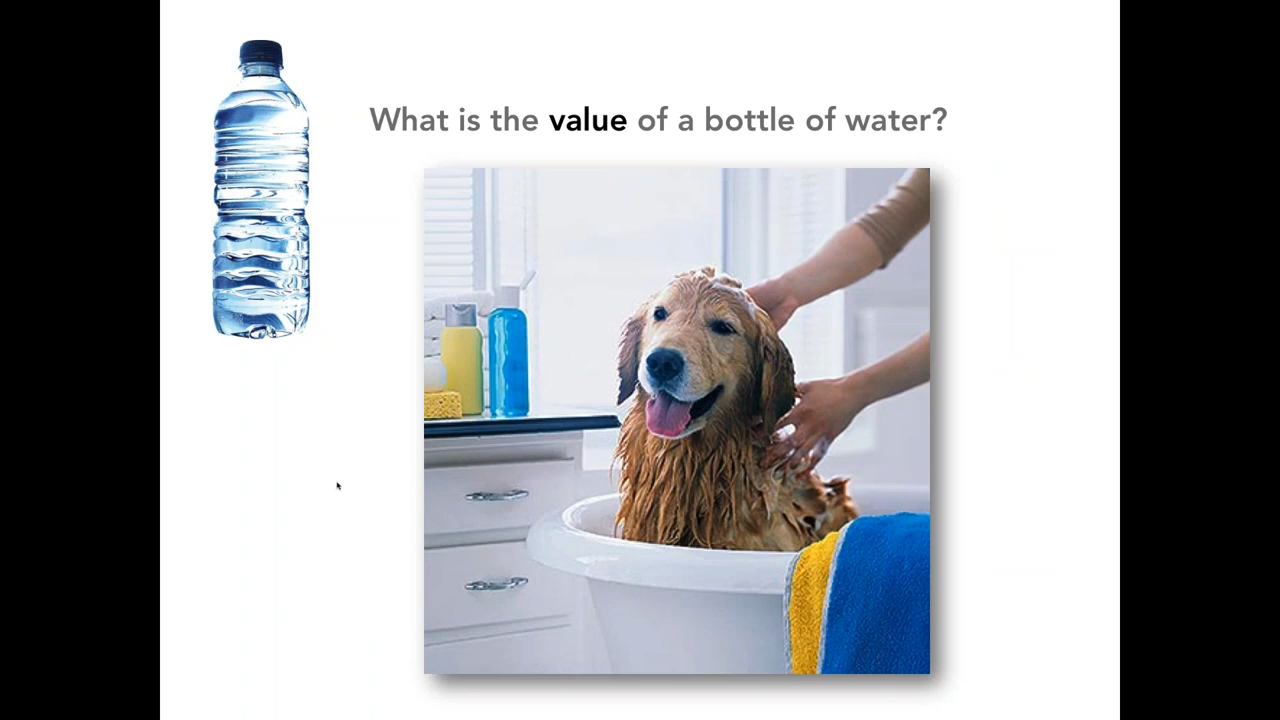 What is the value of a bottle of water?